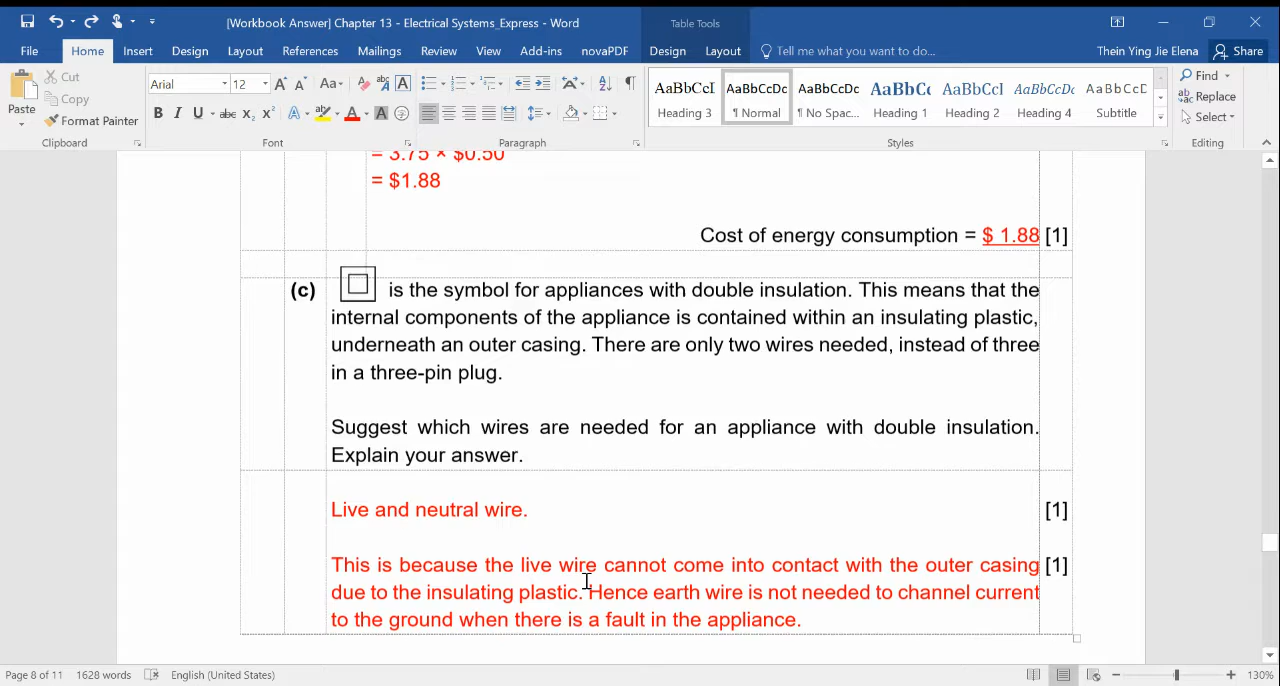 [Workbook Answer] Chapter 13 - Electrical Systems_Express - Word
Table Tools
File Home Insert Design Layout References Mailings Review View Add-ins novaPDF Design Layout Tell me what you want to do... Thein Ying Jie Elena Share
Paste
Cut
Copy
Format Painter
Clipboard
Arial 12
Font
Paragraph
AaBbCcI Heading 3
AaBbCcDc ¶ Normal
AaBbCcDc ¶ No Spac...
AaBbCc Heading 1
AaBbCcI Heading 2
AaBbCcDc Heading 4
AaBbCcD Subtitle
Styles
Find
Replace
Select
Editing
= 3.75 × $0.50
= $1.88
Cost of energy consumption = $ 1.88 [1]
(c) is the symbol for appliances with double insulation. This means that the
internal components of the appliance is contained within an insulating plastic,
underneath an outer casing. There are only two wires needed, instead of three
in a three-pin plug.
Suggest which wires are needed for an appliance with double insulation.
Explain your answer.
Live and neutral wire. [1]
This is because the live wire cannot come into contact with the outer casing [1]
due to the insulating plastic. Hence earth wire is not needed to channel current
to the ground when there is a fault in the appliance.
Page 8 of 11 1628 words English (United States) 130%